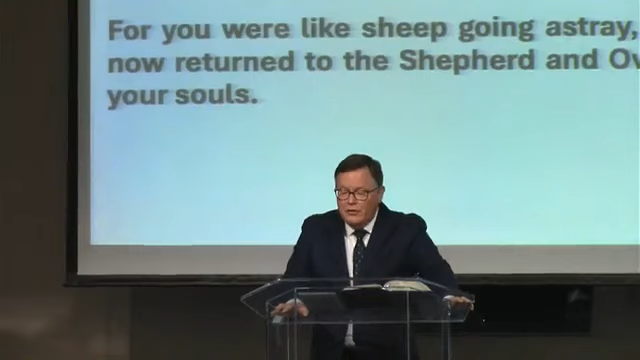 For you were like sheep going astray,
now returned to the Shepherd and
your souls.